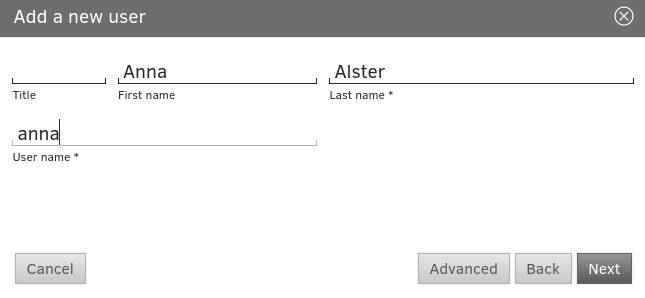 Add a new user
Anna Alster
Title First name Last name *
anna
User name *
Cancel Advanced Back Next